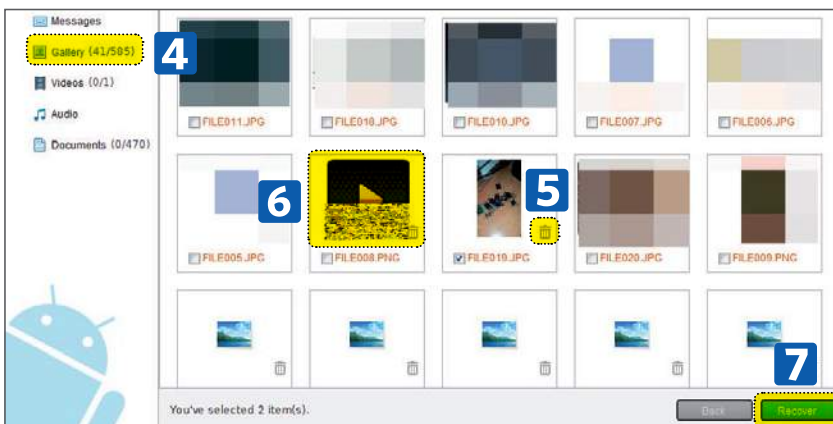 Messages
Gallery (41/585)
4
Videos (0/1)
Audio
Documents (0/470)
FILE011.JPG
FILE018.JPG
FILE010.JPG
FILE007.JPG
FILE006.JPG
6
5
FILE005.JPG
FILE008.PNG
FILE019.JPG
FILE020.JPG
FILE009.PNG
7
You've selected 2 item(s).
Back
Recover